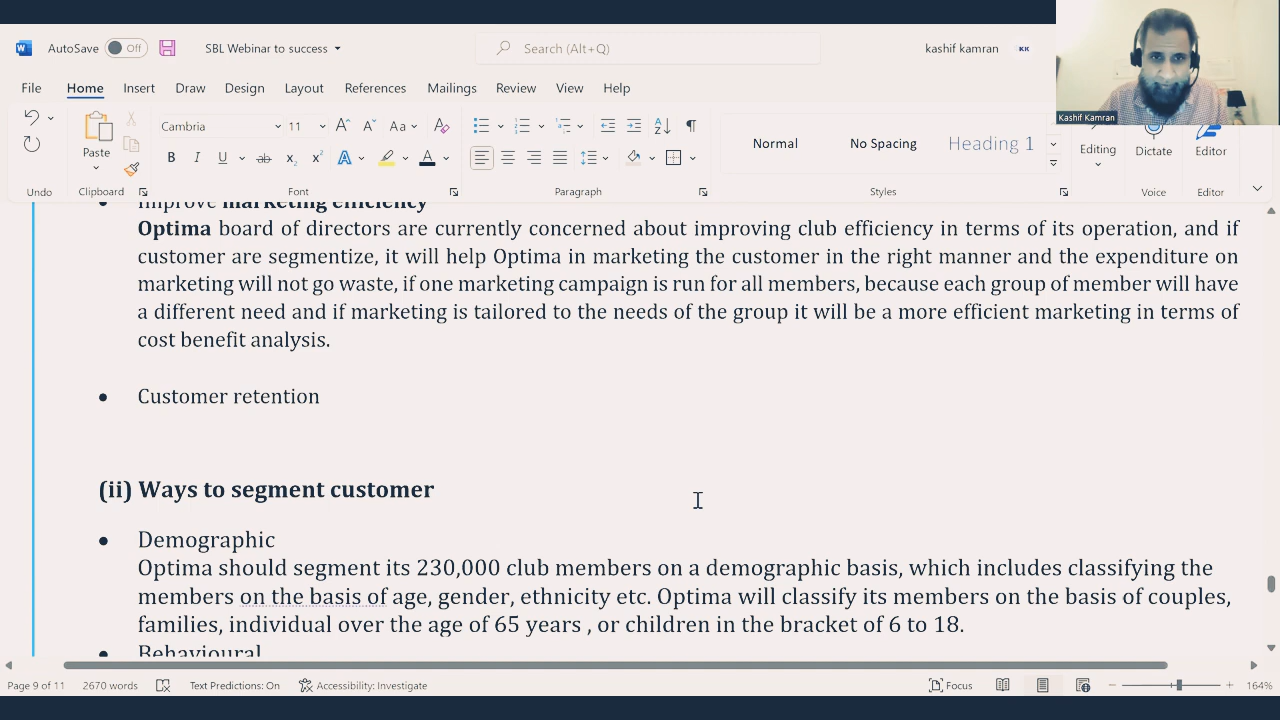 AutoSave Off SBL Webinar to success Search (Alt+Q) kashif kamran KK
File Home Insert Draw Design Layout References Mailings Review View Help
Kashif Kamran
Cambria 11 A A Aa A
Paste B I U ab x₂ x² A A Normal No Spacing Heading 1 Editing Dictate Editor
Undo Clipboard Font Paragraph Styles Voice Editor
Improve marketing efficiency
Optima board of directors are currently concerned about improving club efficiency in terms of its operation, and if
customer are segmentize, it will help Optima in marketing the customer in the right manner and the expenditure on
marketing will not go waste, if one marketing campaign is run for all members, because each group of member will have
a different need and if marketing is tailored to the needs of the group it will be a more efficient marketing in terms of
cost benefit analysis.
• Customer retention
(ii) Ways to segment customer
• Demographic
Optima should segment its 230,000 club members on a demographic basis, which includes classifying the
members on the basis of age, gender, ethnicity etc. Optima will classify its members on the basis of couples,
families, individual over the age of 65 years , or children in the bracket of 6 to 18.
• Behavioural
Page 9 of 11 2670 words Text Predictions: On Accessibility: Investigate Focus 164%